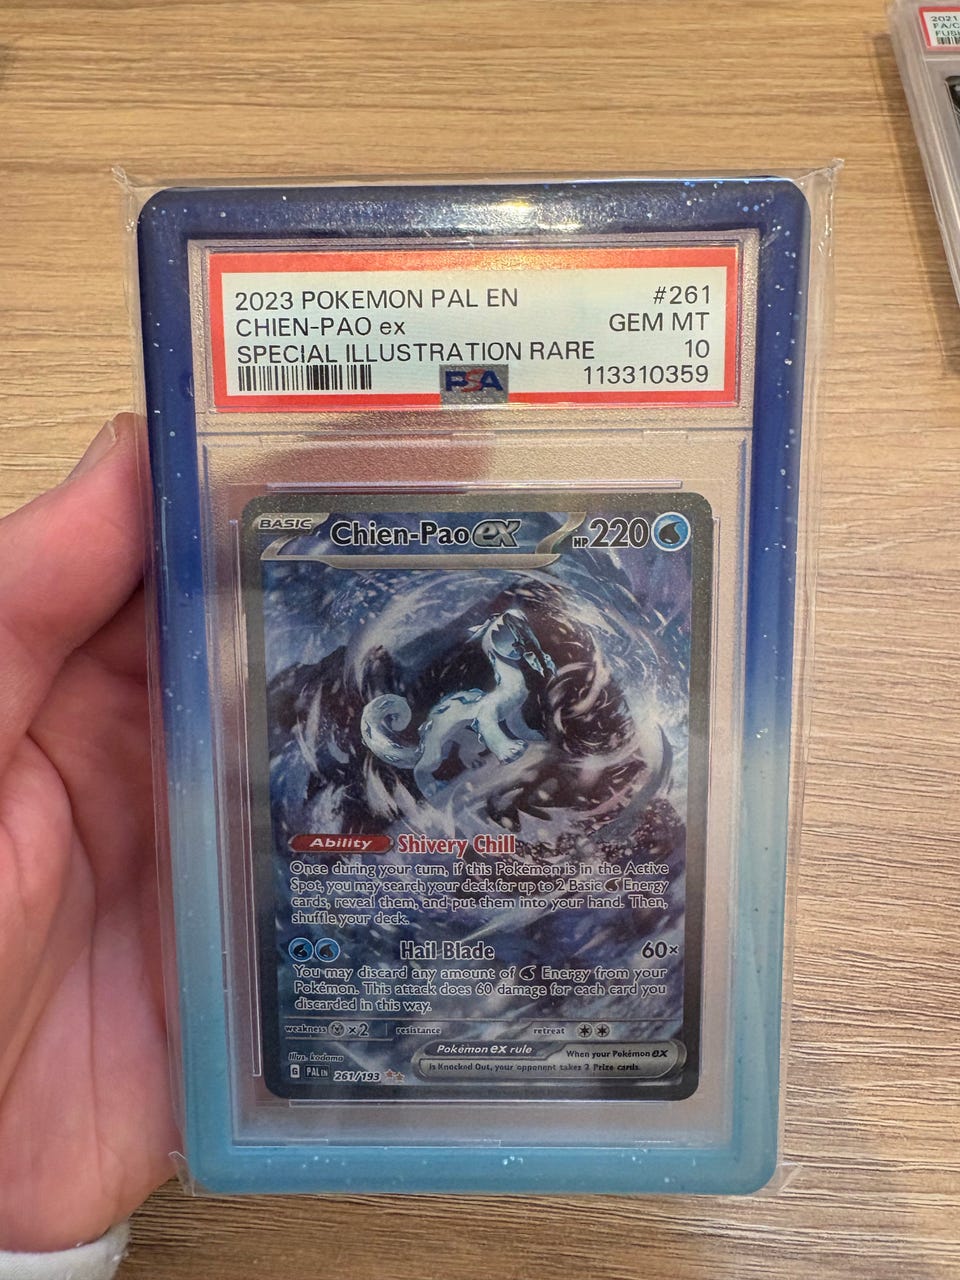 2021
FA/C
FUSI
2023 POKEMON PAL EN #261
CHIEN-PAO ex GEM MT
SPECIAL ILLUSTRATION RARE 10
PSA 113310359
BASIC Chien-Pao ex HP 220
Ability Shivery Chill
Once during your turn, if this Pokémon is in the Active
Spot, you may search your deck for up to 2 Basic Energy
cards, reveal them, and put them into your hand. Then,
shuffle your deck.
Hail Blade 60×
You may discard any amount of Energy from your
Pokémon. This attack does 60 damage for each card you
discarded in this way.
weakness ×2 resistance retreat
Illus. kodama
Pokémon ex rule When your Pokémon ex
is Knocked Out, your opponent takes 2 Prize cards.
G PAL EN 261/193